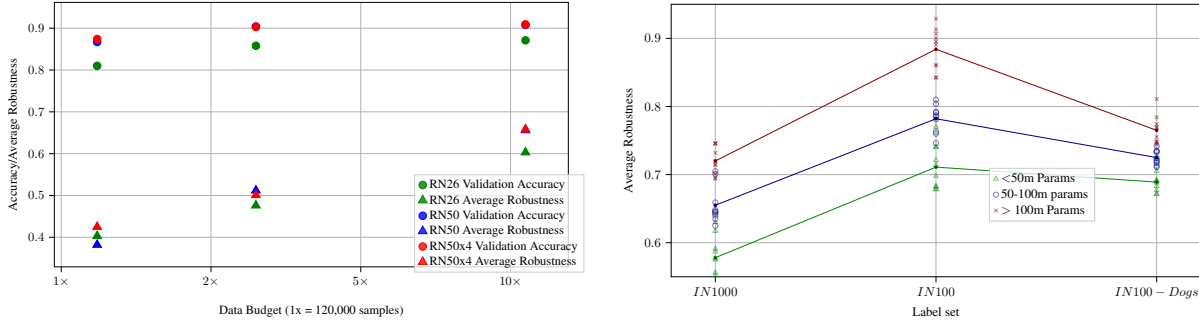 Accuracy/Average Robustness
0.9
0.8
0.7
0.6
0.5
0.4
RN26 Validation Accuracy
RN26 Average Robustness
RN50 Validation Accuracy
RN50 Average Robustness
RN50x4 Validation Accuracy
RN50x4 Average Robustness
1×
2×
5×
10×
Data Budget (1x = 120,000 samples)
Average Robustness
0.9
0.8
0.7
0.6
<50m Params
50-100m params
> 100m Params
IN1000
IN100
IN100 − Dogs
Label set